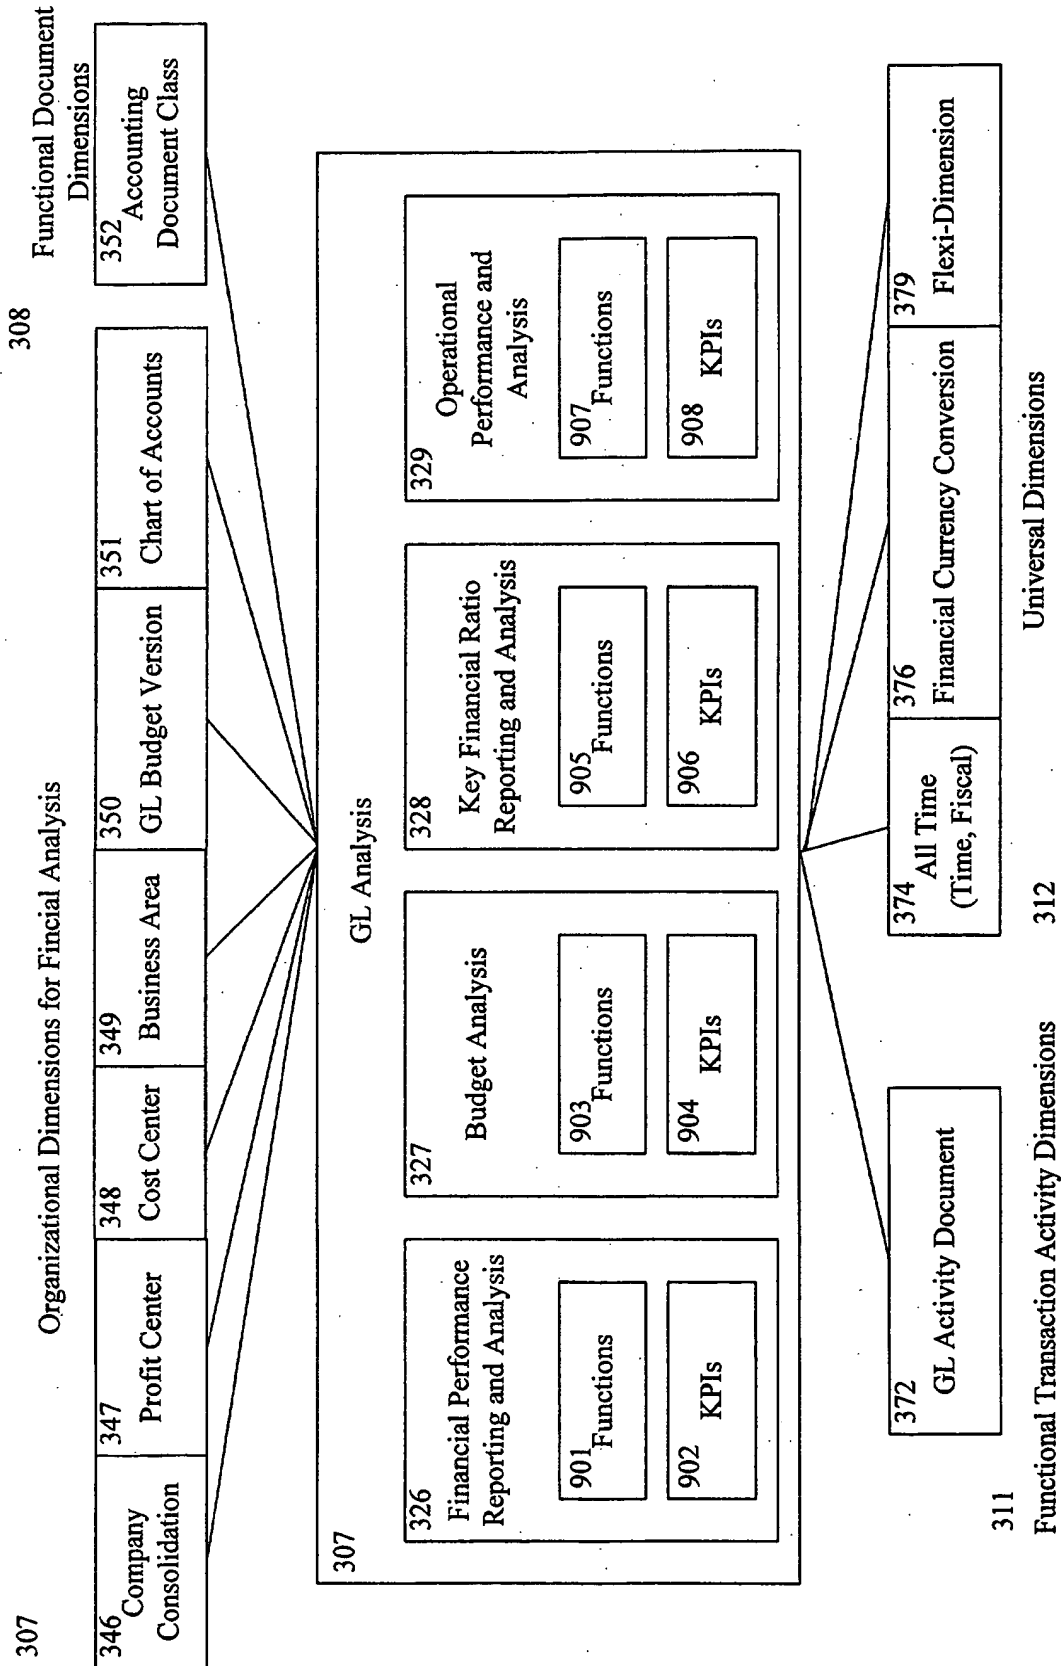 307
Organizational Dimensions for Fincial Analysis
308
Functional Document
Dimensions
346
Company
Consolidation
347
Profit Center
348
Cost Center
349
Business Area
350
GL Budget Version
351
Chart of Accounts
352
Accounting
Document Class
307
GL Analysis
326
Financial Performance
Reporting and Analysis
901
Functions
902
KPIs
327
Budget Analysis
903
Functions
904
KPIs
328
Key Financial Ratio
Reporting and Analysis
905
Functions
906
KPIs
329
Operational
Performance and
Analysis
907
Functions
908
KPIs
372
GL Activity Document
374
All Time
(Time, Fiscal)
376
Financial Currency Conversion
379
Flexi-Dimension
311
Functional Transaction Activity Dimensions
312
Universal Dimensions